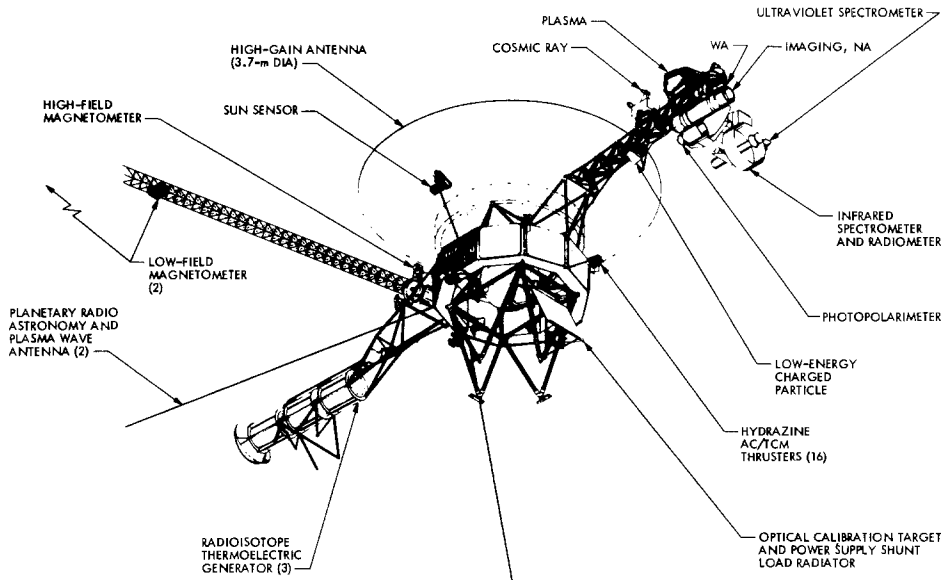 ULTRAVIOLET SPECTROMETER
PLASMA
COSMIC RAY
WA
IMAGING, NA
HIGH-GAIN ANTENNA
(3.7-m DIA)
SUN SENSOR
HIGH-FIELD
MAGNETOMETER
INFRARED
SPECTROMETER
AND RADIOMETER
LOW-FIELD
MAGNETOMETER
(2)
PLANETARY RADIO
ASTRONOMY AND
PLASMA WAVE
ANTENNA (2)
PHOTOPOLARIMETER
LOW-ENERGY
CHARGED
PARTICLE
HYDRAZINE
AC/TCM
THRUSTERS (16)
RADIOISOTOPE
THERMOELECTRIC
GENERATOR (3)
OPTICAL CALIBRATION TARGET
AND POWER SUPPLY SHUNT
LOAD RADIATOR